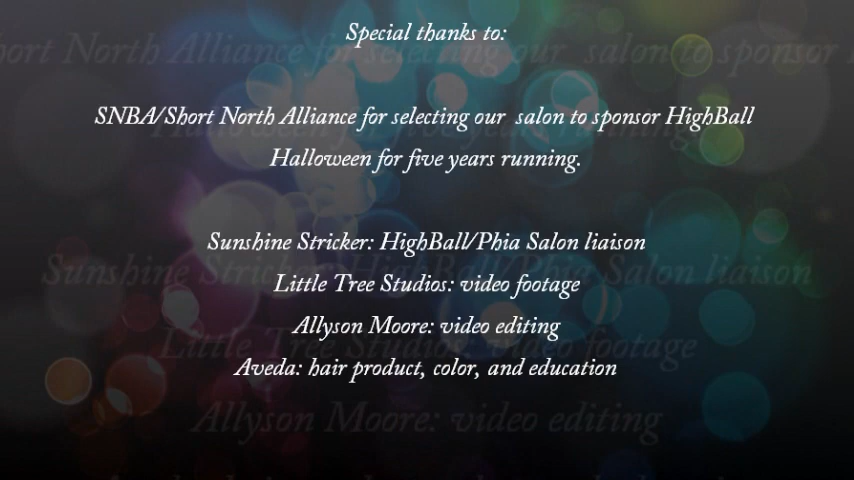 Special thanks to:
SNBA/Short North Alliance for selecting our salon to sponsor HighBall
Halloween for five years running.
Sunshine Stricker: HighBall/Phia Salon liaison
Little Tree Studios: video footage
Allyson Moore: video editing
Aveda: hair product, color, and education